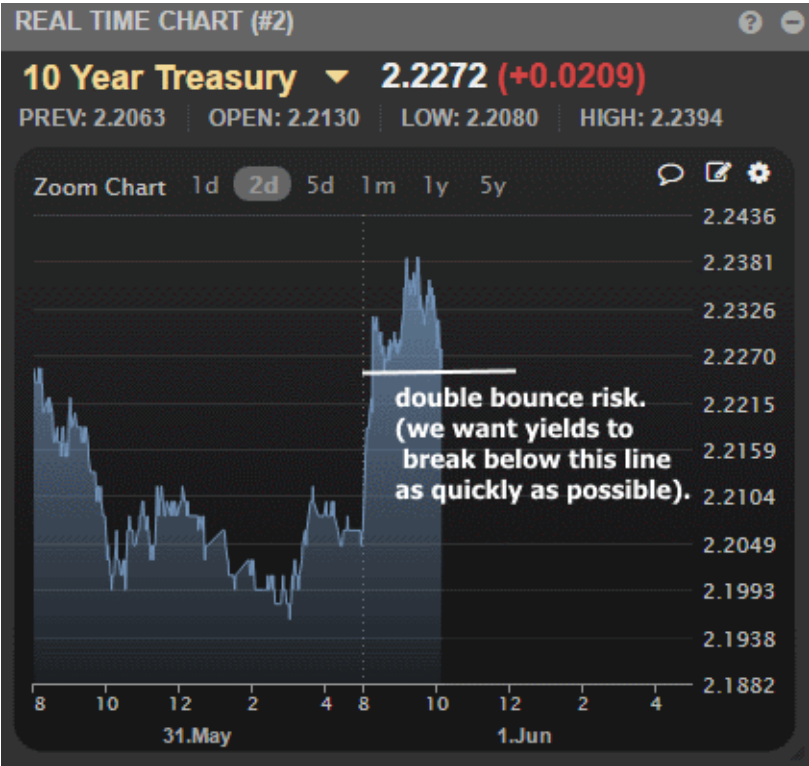 REAL TIME CHART (#2)
10 Year Treasury 2.2272 (+0.0209)
PREV: 2.2063 OPEN: 2.2130 LOW: 2.2080 HIGH: 2.2394
Zoom Chart 1d 2d 5d 1m 1y 5y
2.2436
2.2381
2.2326
2.2270
2.2215
2.2159
2.2104
2.2049
2.1993
2.1938
2.1882
double bounce risk.
(we want yields to
break below this line
as quickly as possible).
8 10 12 2 4 8 10 12 2 4
31.May 1.Jun